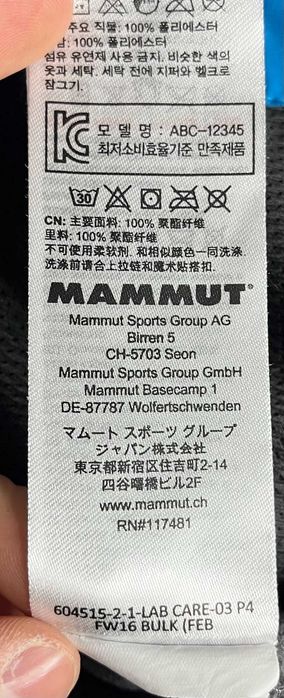 주요 직물: 100% 폴리에스터
감: 100% 폴리에스터
섬유 유연제 사용 금지. 비슷한 색의
옷과 세탁. 세탁 전에 지퍼와 벨크로
잠그기.
모 델 명 : ABC-12345
최저소비효율기준 만족제품
30
CN: 主要面料: 100% 聚酯纤维
里料: 100% 聚酯纤维
不可使用柔软剂. 和相似颜色一同洗涤.
洗涤前请合上拉链和魔术贴搭扣.
MAMMUT®
Mammut Sports Group AG
Birren 5
CH-5703 Seon
Mammut Sports Group GmbH
Mammut Basecamp 1
DE-87787 Wolfertschwenden
マムート スポーツ グループ
ジャパン株式会社
東京都新宿区住吉町2-14
四谷曙橋ビル2F
www.mammut.ch
RN#117481
604515-2-1-LAB CARE-03 P4
FW16 BULK (FEB